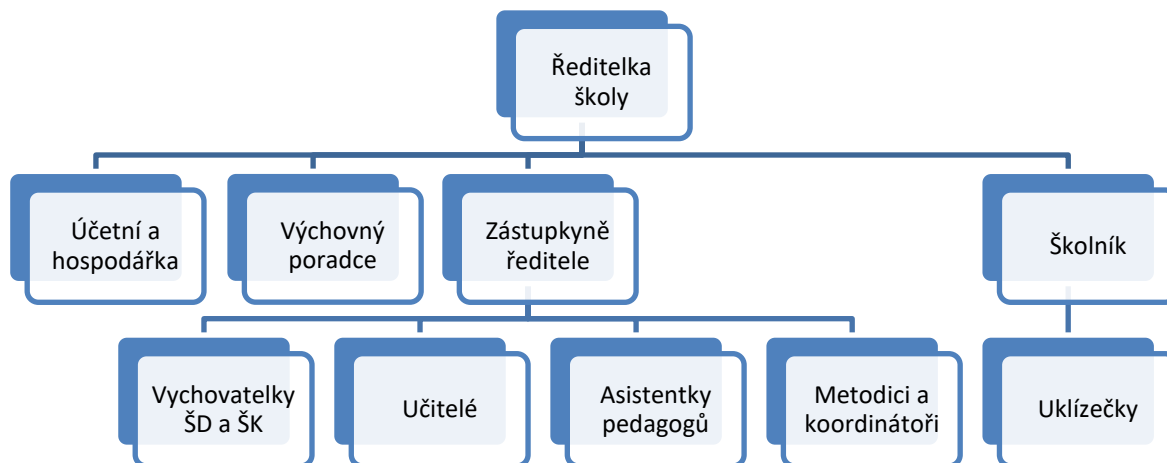 Ředitelka
školy
Účetní a
hospodářka
Výchovný
poradce
Zástupkyně
ředitele
Školník
Vychovatelky
ŠD a ŠK
Učitelé
Asistentky
pedagogů
Metodici a
koordinátoři
Uklízečky